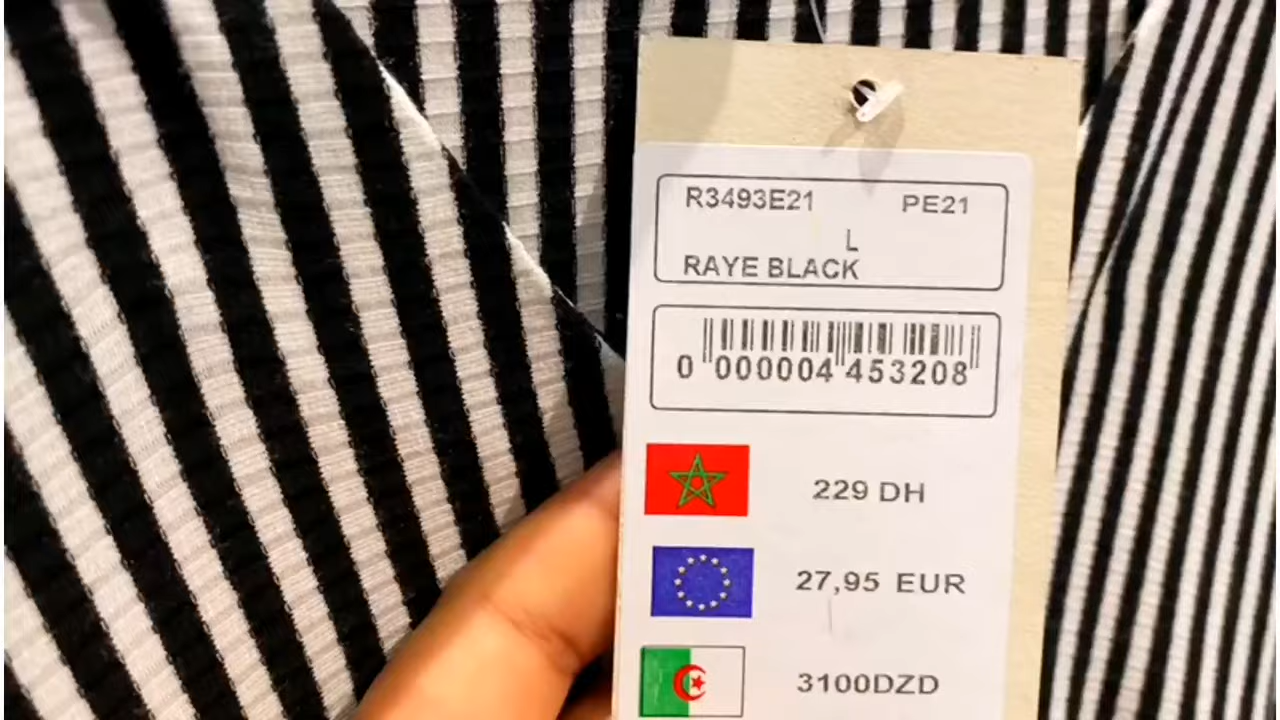 R3493E21 PE21
L
RAYE BLACK
0 000004 453208
229 DH
27,95 EUR
3100DZD